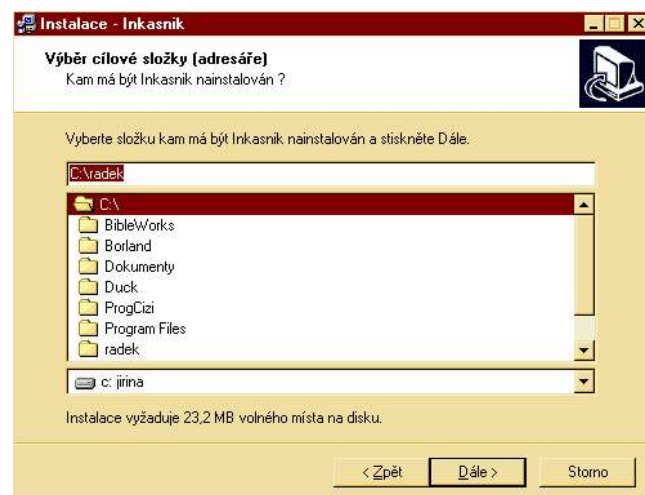 Instalace - Inkasnik
Výběr cílové složky (adresáře)
Kam má být Inkasnik nainstalován ?
Vyberte složku kam má být Inkasnik nainstalován a stiskněte Dále.
C:\radek
C:\
BibleWorks
Borland
Dokumenty
Duck
ProgCizi
Program Files
radek
c: jirina
Instalace vyžaduje 23,2 MB volného místa na disku.
< Zpět
Dále >
Storno